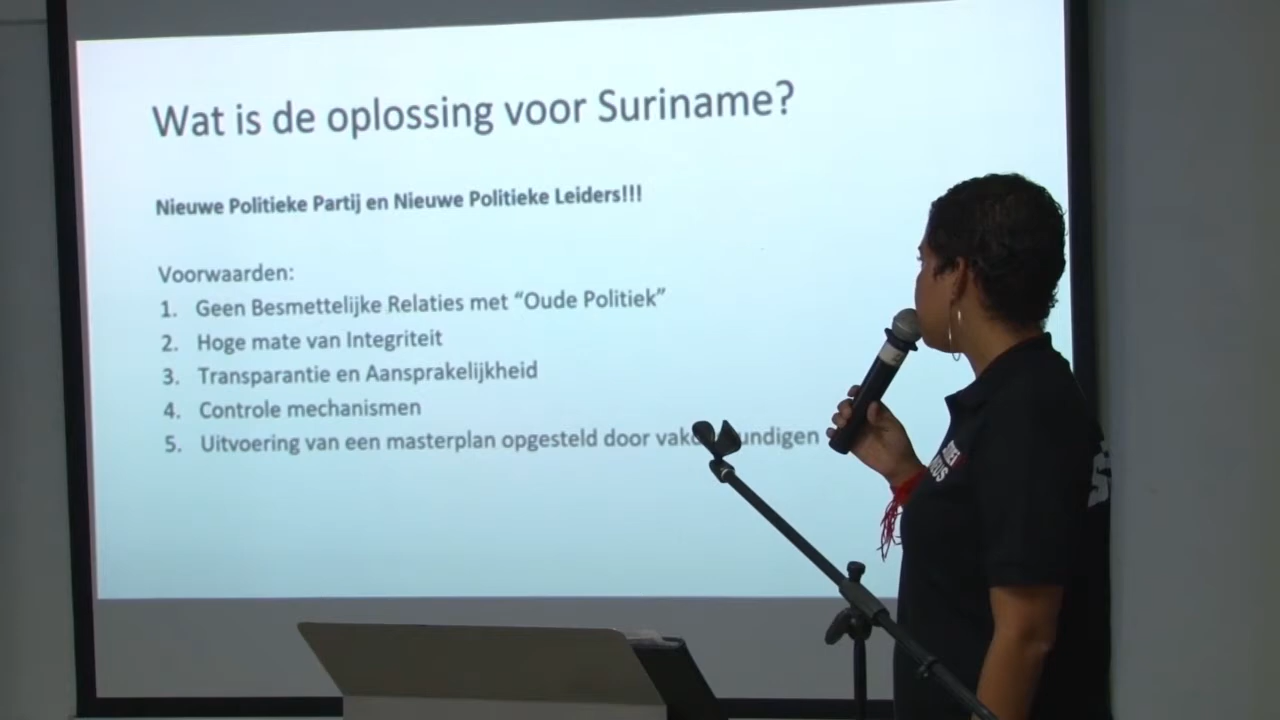 Wat is de oplossing voor Suriname?
Nieuwe Politieke Partij en Nieuwe Politieke Leiders!!!
Voorwaarden:
1. Geen Besmettelijke Relaties met “Oude Politiek”
2. Hoge mate van Integriteit
3. Transparantie en Aansprakelijkheid
4. Controle mechanismen
5. Uitvoering van een masterplan opgesteld door